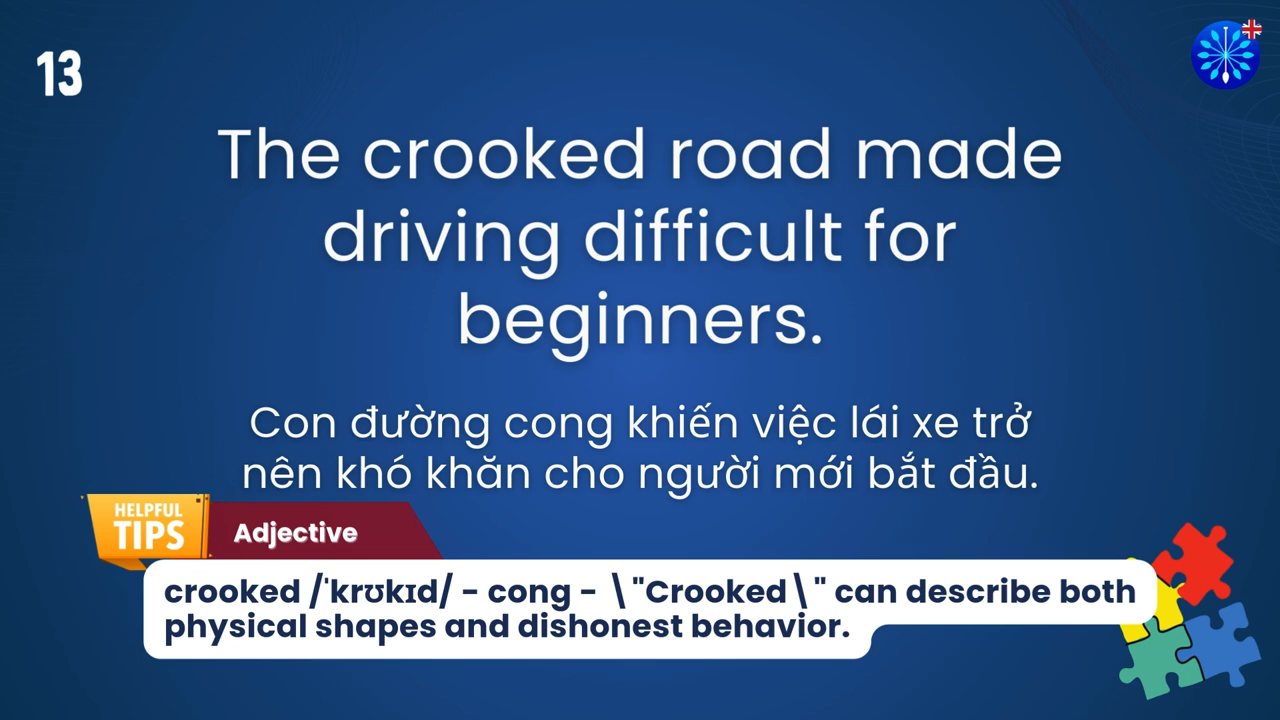 13
The crooked road made
driving difficult for
beginners.
Con đường cong khiến việc lái xe trở
nên khó khăn cho người mới bắt đầu.
HELPFUL
TIPS
Adjective
crooked /ˈkrʊkɪd/ - cong - \"Crooked\" can describe both
physical shapes and dishonest behavior.